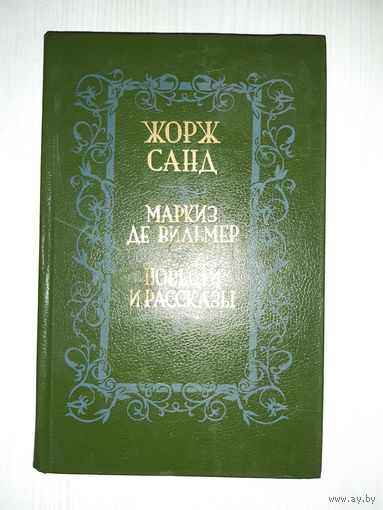 ЖОРЖ
САНД
МАРКИЗ
ДЕ ВИЛЬМЕР
ПОВЕСТИ
И РАССКАЗЫ
www.ay.by